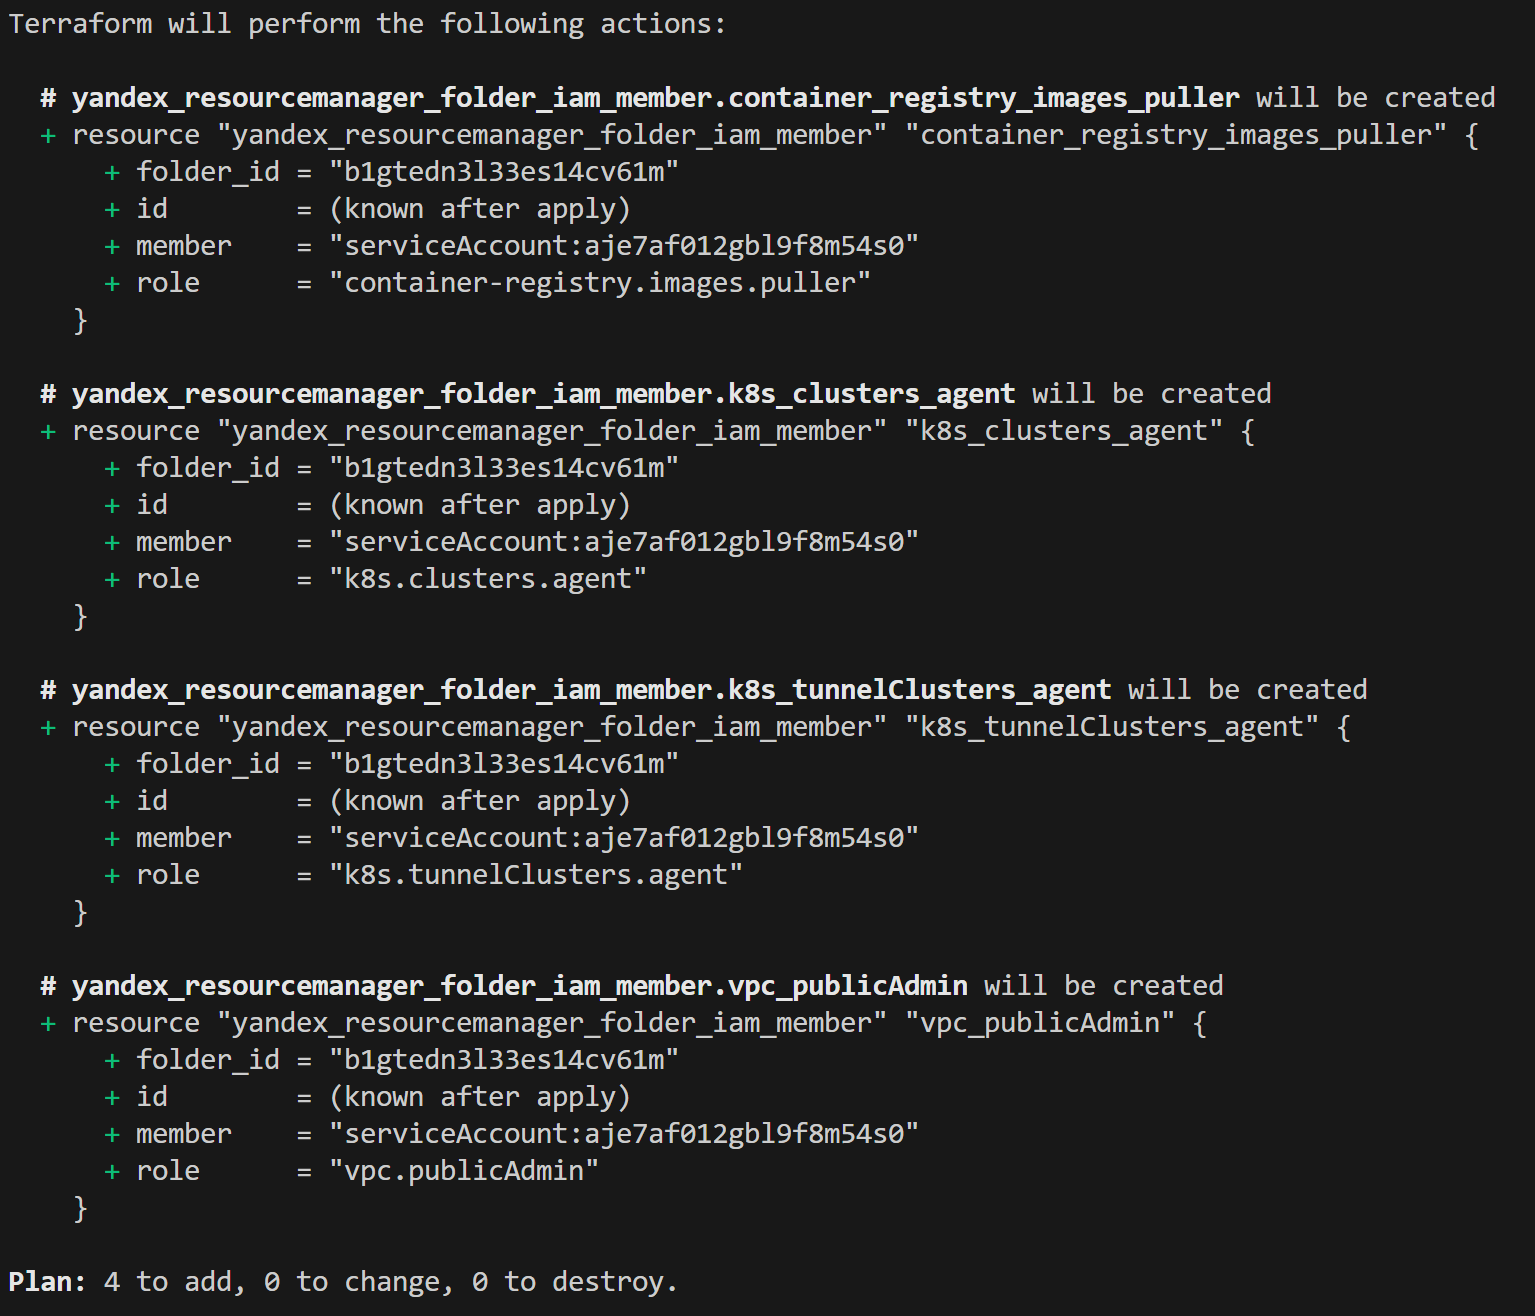 Terraform will perform the following actions:
# yandex_resourcemanager_folder_iam_member.container_registry_images_puller will be created
+ resource "yandex_resourcemanager_folder_iam_member" "container_registry_images_puller" {
+ folder_id = "b1gtedn3l33es14cv61m"
+ id        = (known after apply)
+ member    = "serviceAccount:aje7af012gbl9f8m54s0"
+ role      = "container-registry.images.puller"
}
# yandex_resourcemanager_folder_iam_member.k8s_clusters_agent will be created
+ resource "yandex_resourcemanager_folder_iam_member" "k8s_clusters_agent" {
+ folder_id = "b1gtedn3l33es14cv61m"
+ id        = (known after apply)
+ member    = "serviceAccount:aje7af012gbl9f8m54s0"
+ role      = "k8s.clusters.agent"
}
# yandex_resourcemanager_folder_iam_member.k8s_tunnelClusters_agent will be created
+ resource "yandex_resourcemanager_folder_iam_member" "k8s_tunnelClusters_agent" {
+ folder_id = "b1gtedn3l33es14cv61m"
+ id        = (known after apply)
+ member    = "serviceAccount:aje7af012gbl9f8m54s0"
+ role      = "k8s.tunnelClusters.agent"
}
# yandex_resourcemanager_folder_iam_member.vpc_publicAdmin will be created
+ resource "yandex_resourcemanager_folder_iam_member" "vpc_publicAdmin" {
+ folder_id = "b1gtedn3l33es14cv61m"
+ id        = (known after apply)
+ member    = "serviceAccount:aje7af012gbl9f8m54s0"
+ role      = "vpc.publicAdmin"
}
Plan: 4 to add, 0 to change, 0 to destroy.